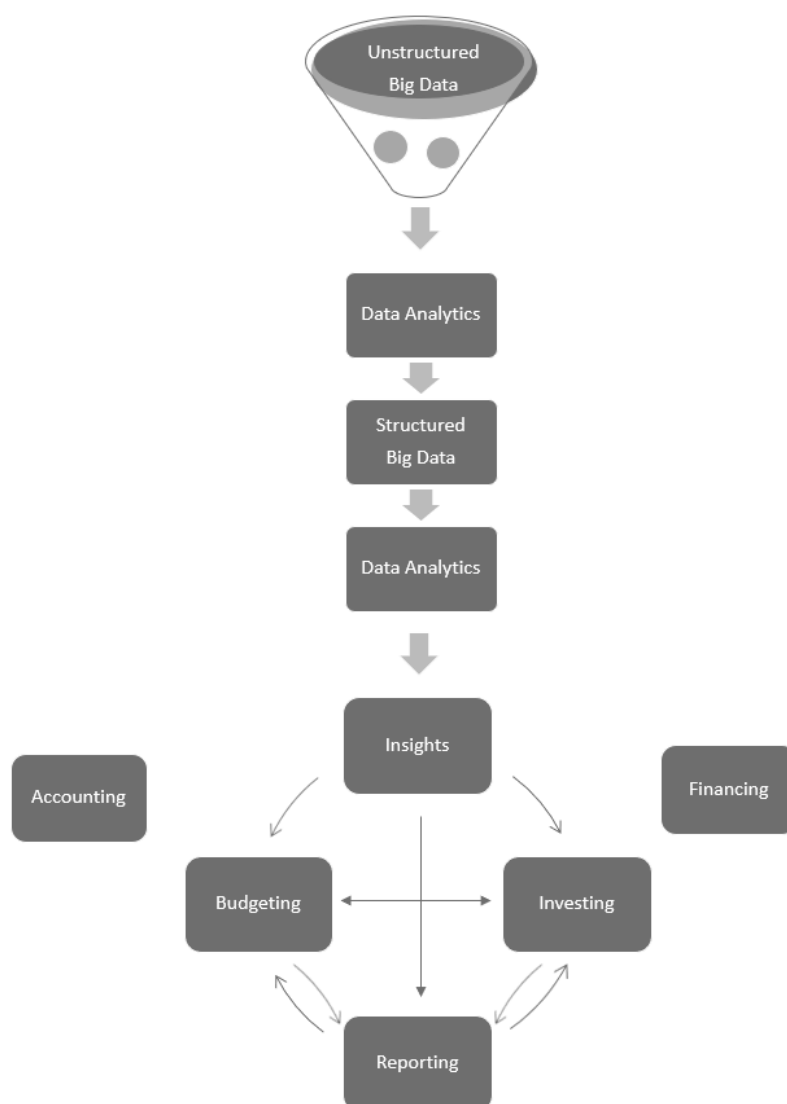 Unstructured
Big Data
Data Analytics
Structured
Big Data
Data Analytics
Insights
Accounting
Financing
Budgeting
Investing
Reporting